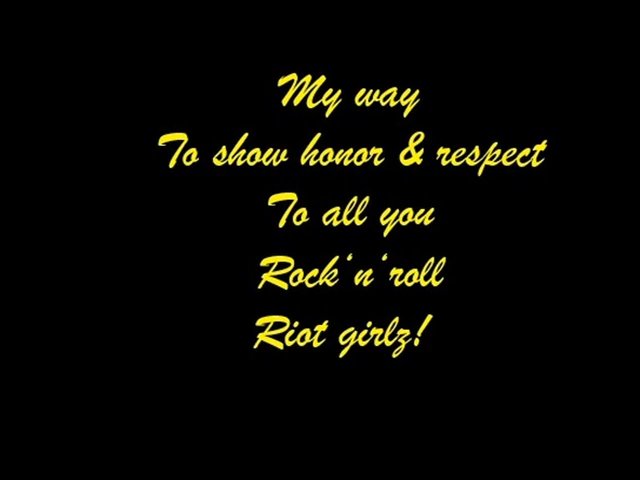 My way
To show honor & respect
To all you
Rock‘n‘roll
Riot girlz!